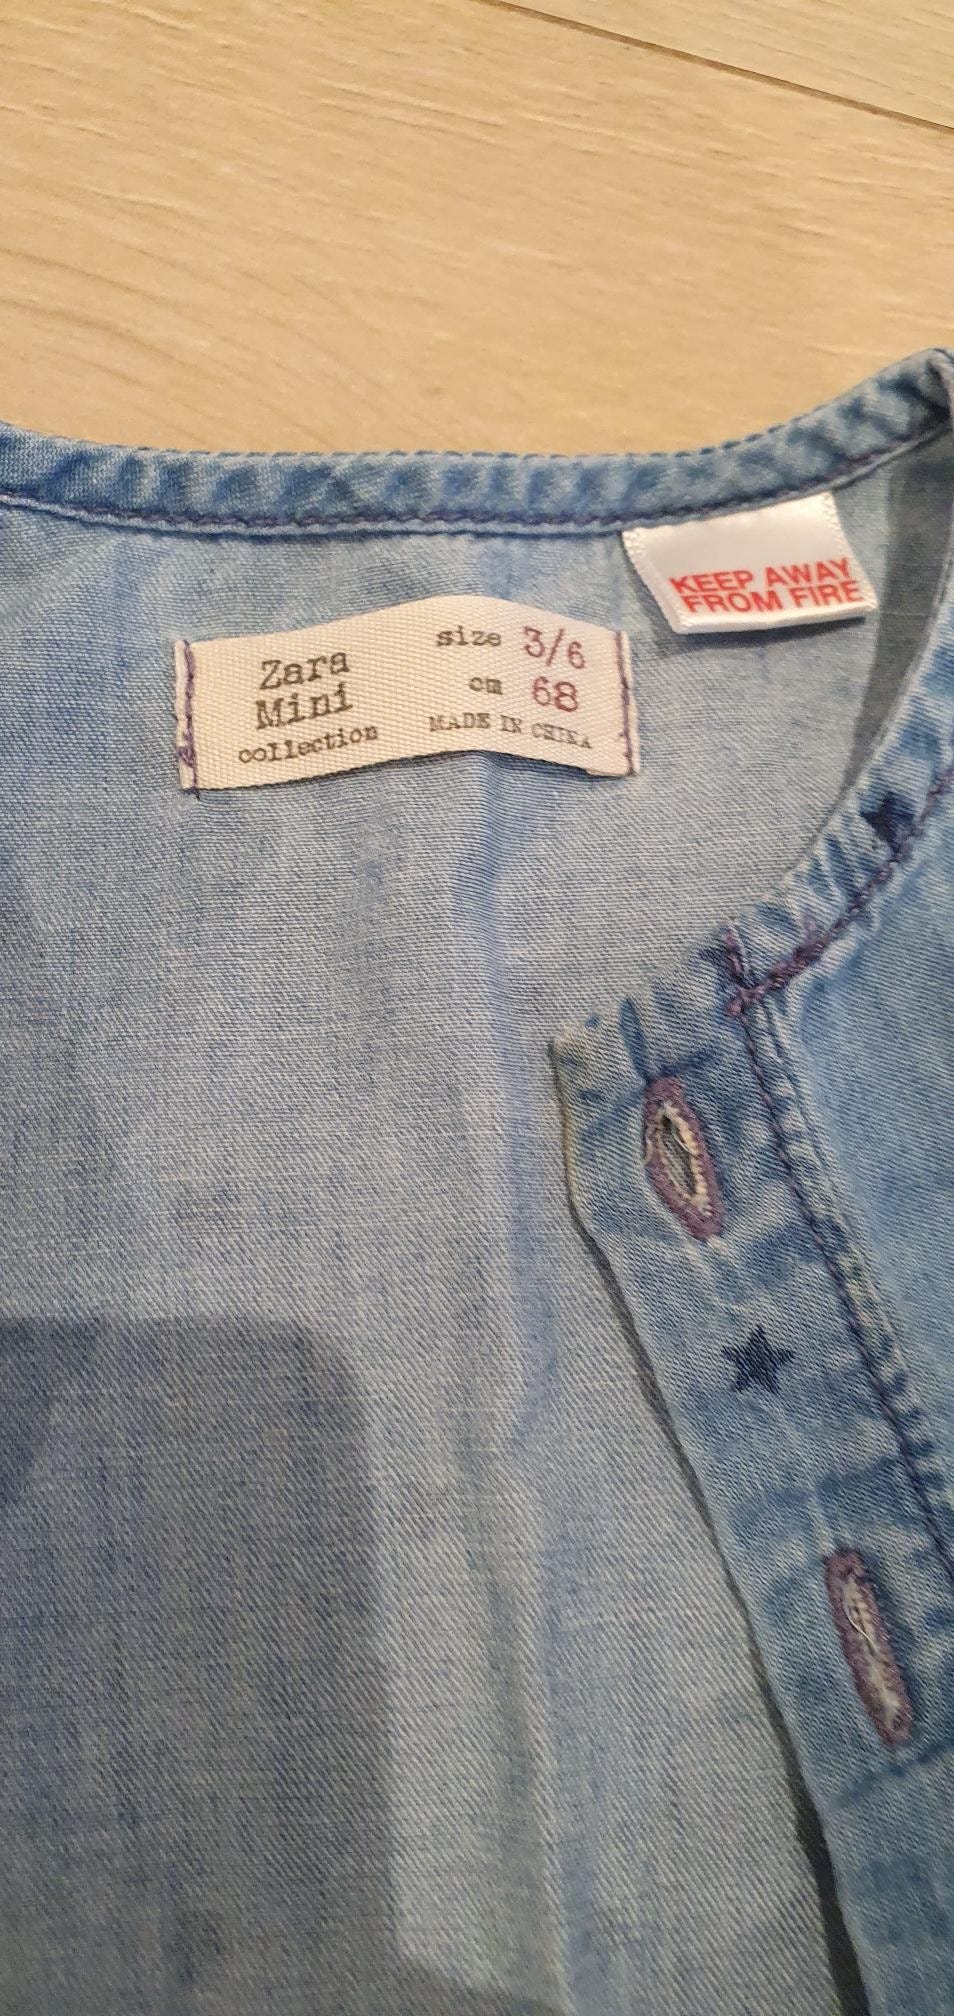 Zara
Mini
collection
size 3/6
cm 68
MADE IN CHINA
KEEP AWAY
FROM FIRE